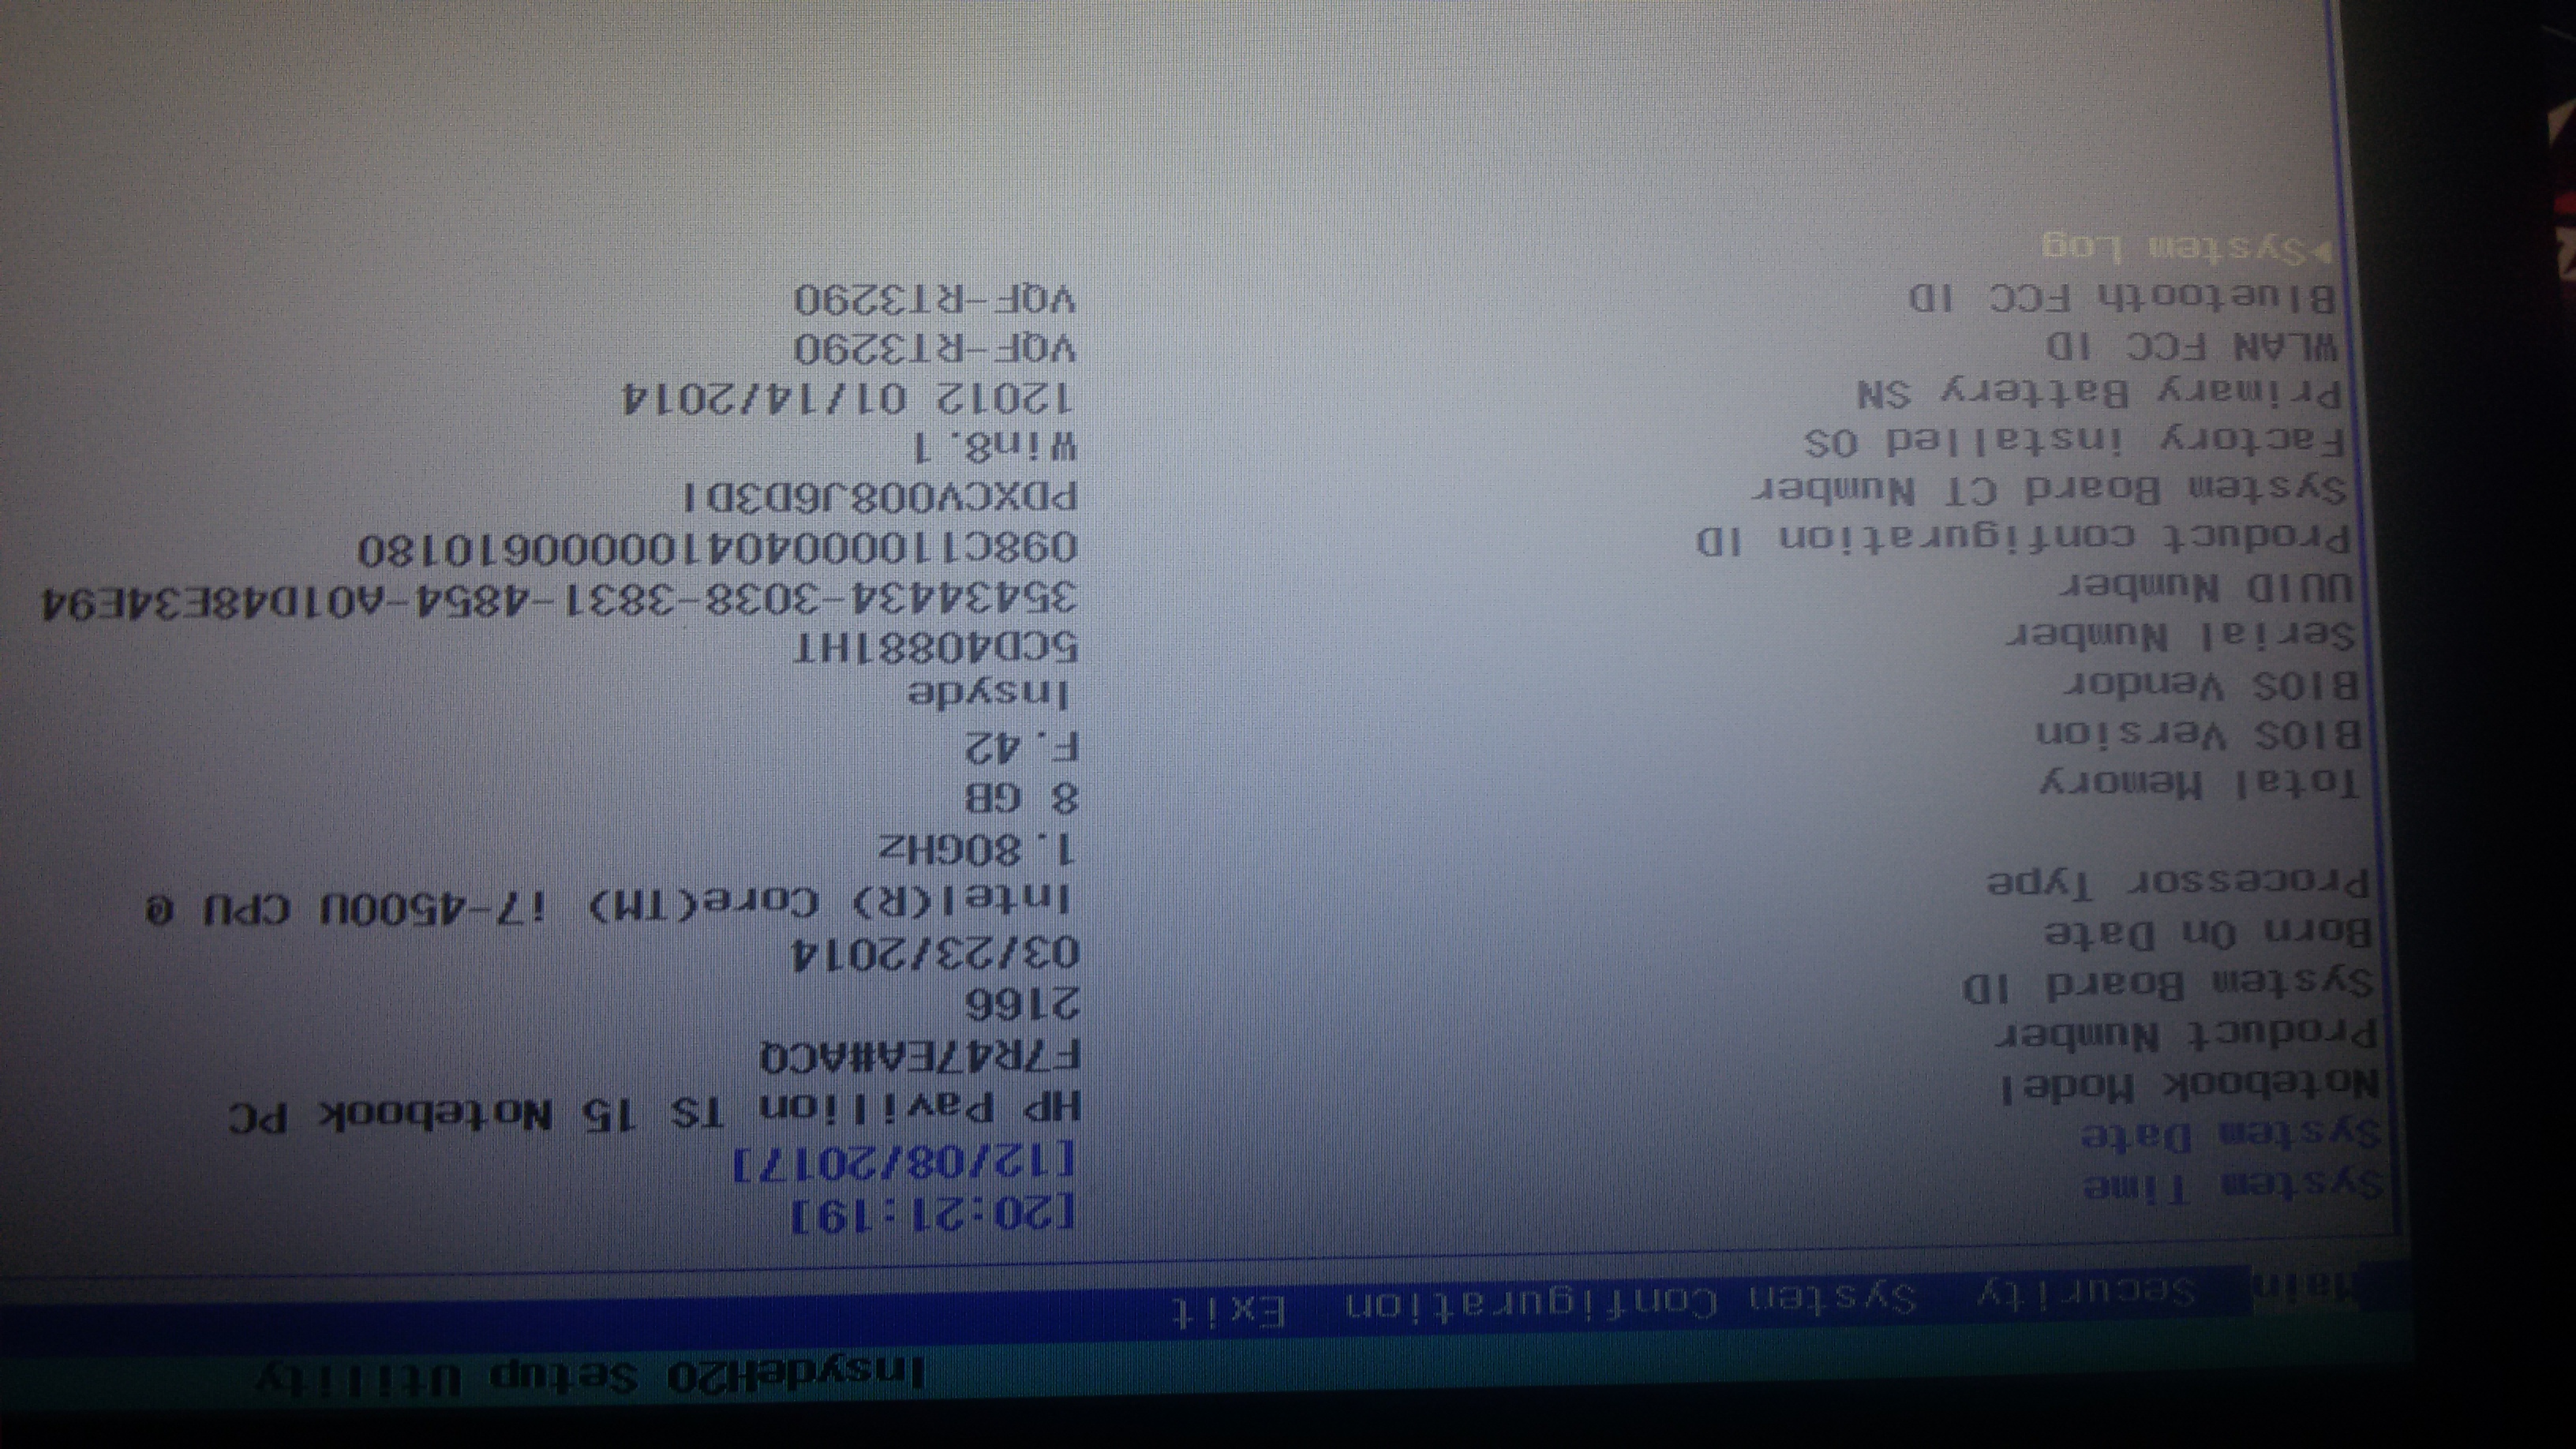 InsydeH20 Setup Utility
Main Security System Configuration Exit
System Time [20:21:19]
System Date [12/08/2017]
Notebook Model HP Pavilion TS 15 Notebook PC
Product Number F7R47EA#ACQ
System Board ID 2166
Born On Date 03/23/2014
Processor Type Intel(R) Core(TM) i7-4500U CPU @
1.80GHz
Total Memory 8 GB
BIOS Version F.42
BIOS Vendor Insyde
Serial Number 5CD40881HT
UUID Number 35434434-3038-3831-4854-A01D48E34E94
Product configuration ID 098C1100000404100000610180
System Board CT Number PDXCV008J6D3DI
Factory installed OS Win8.1
Primary Battery SN 12012 01/14/2014
WLAN FCC ID VQF-RT3290
Bluetooth FCC ID VQF-RT3290
▶System Log